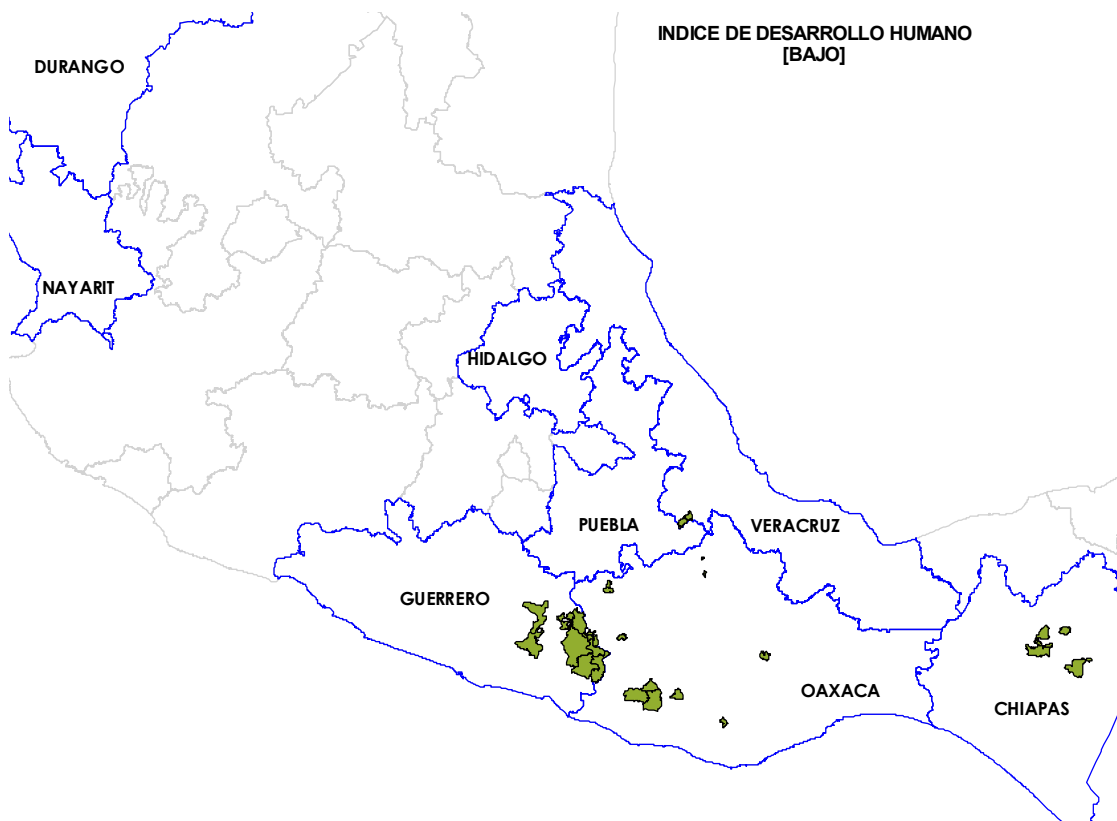 INDICE DE DESARROLLO HUMANO
[BAJO]
DURANGO
NAYARIT
HIDALGO
PUEBLA
VERACRUZ
GUERRERO
OAXACA
CHIAPAS